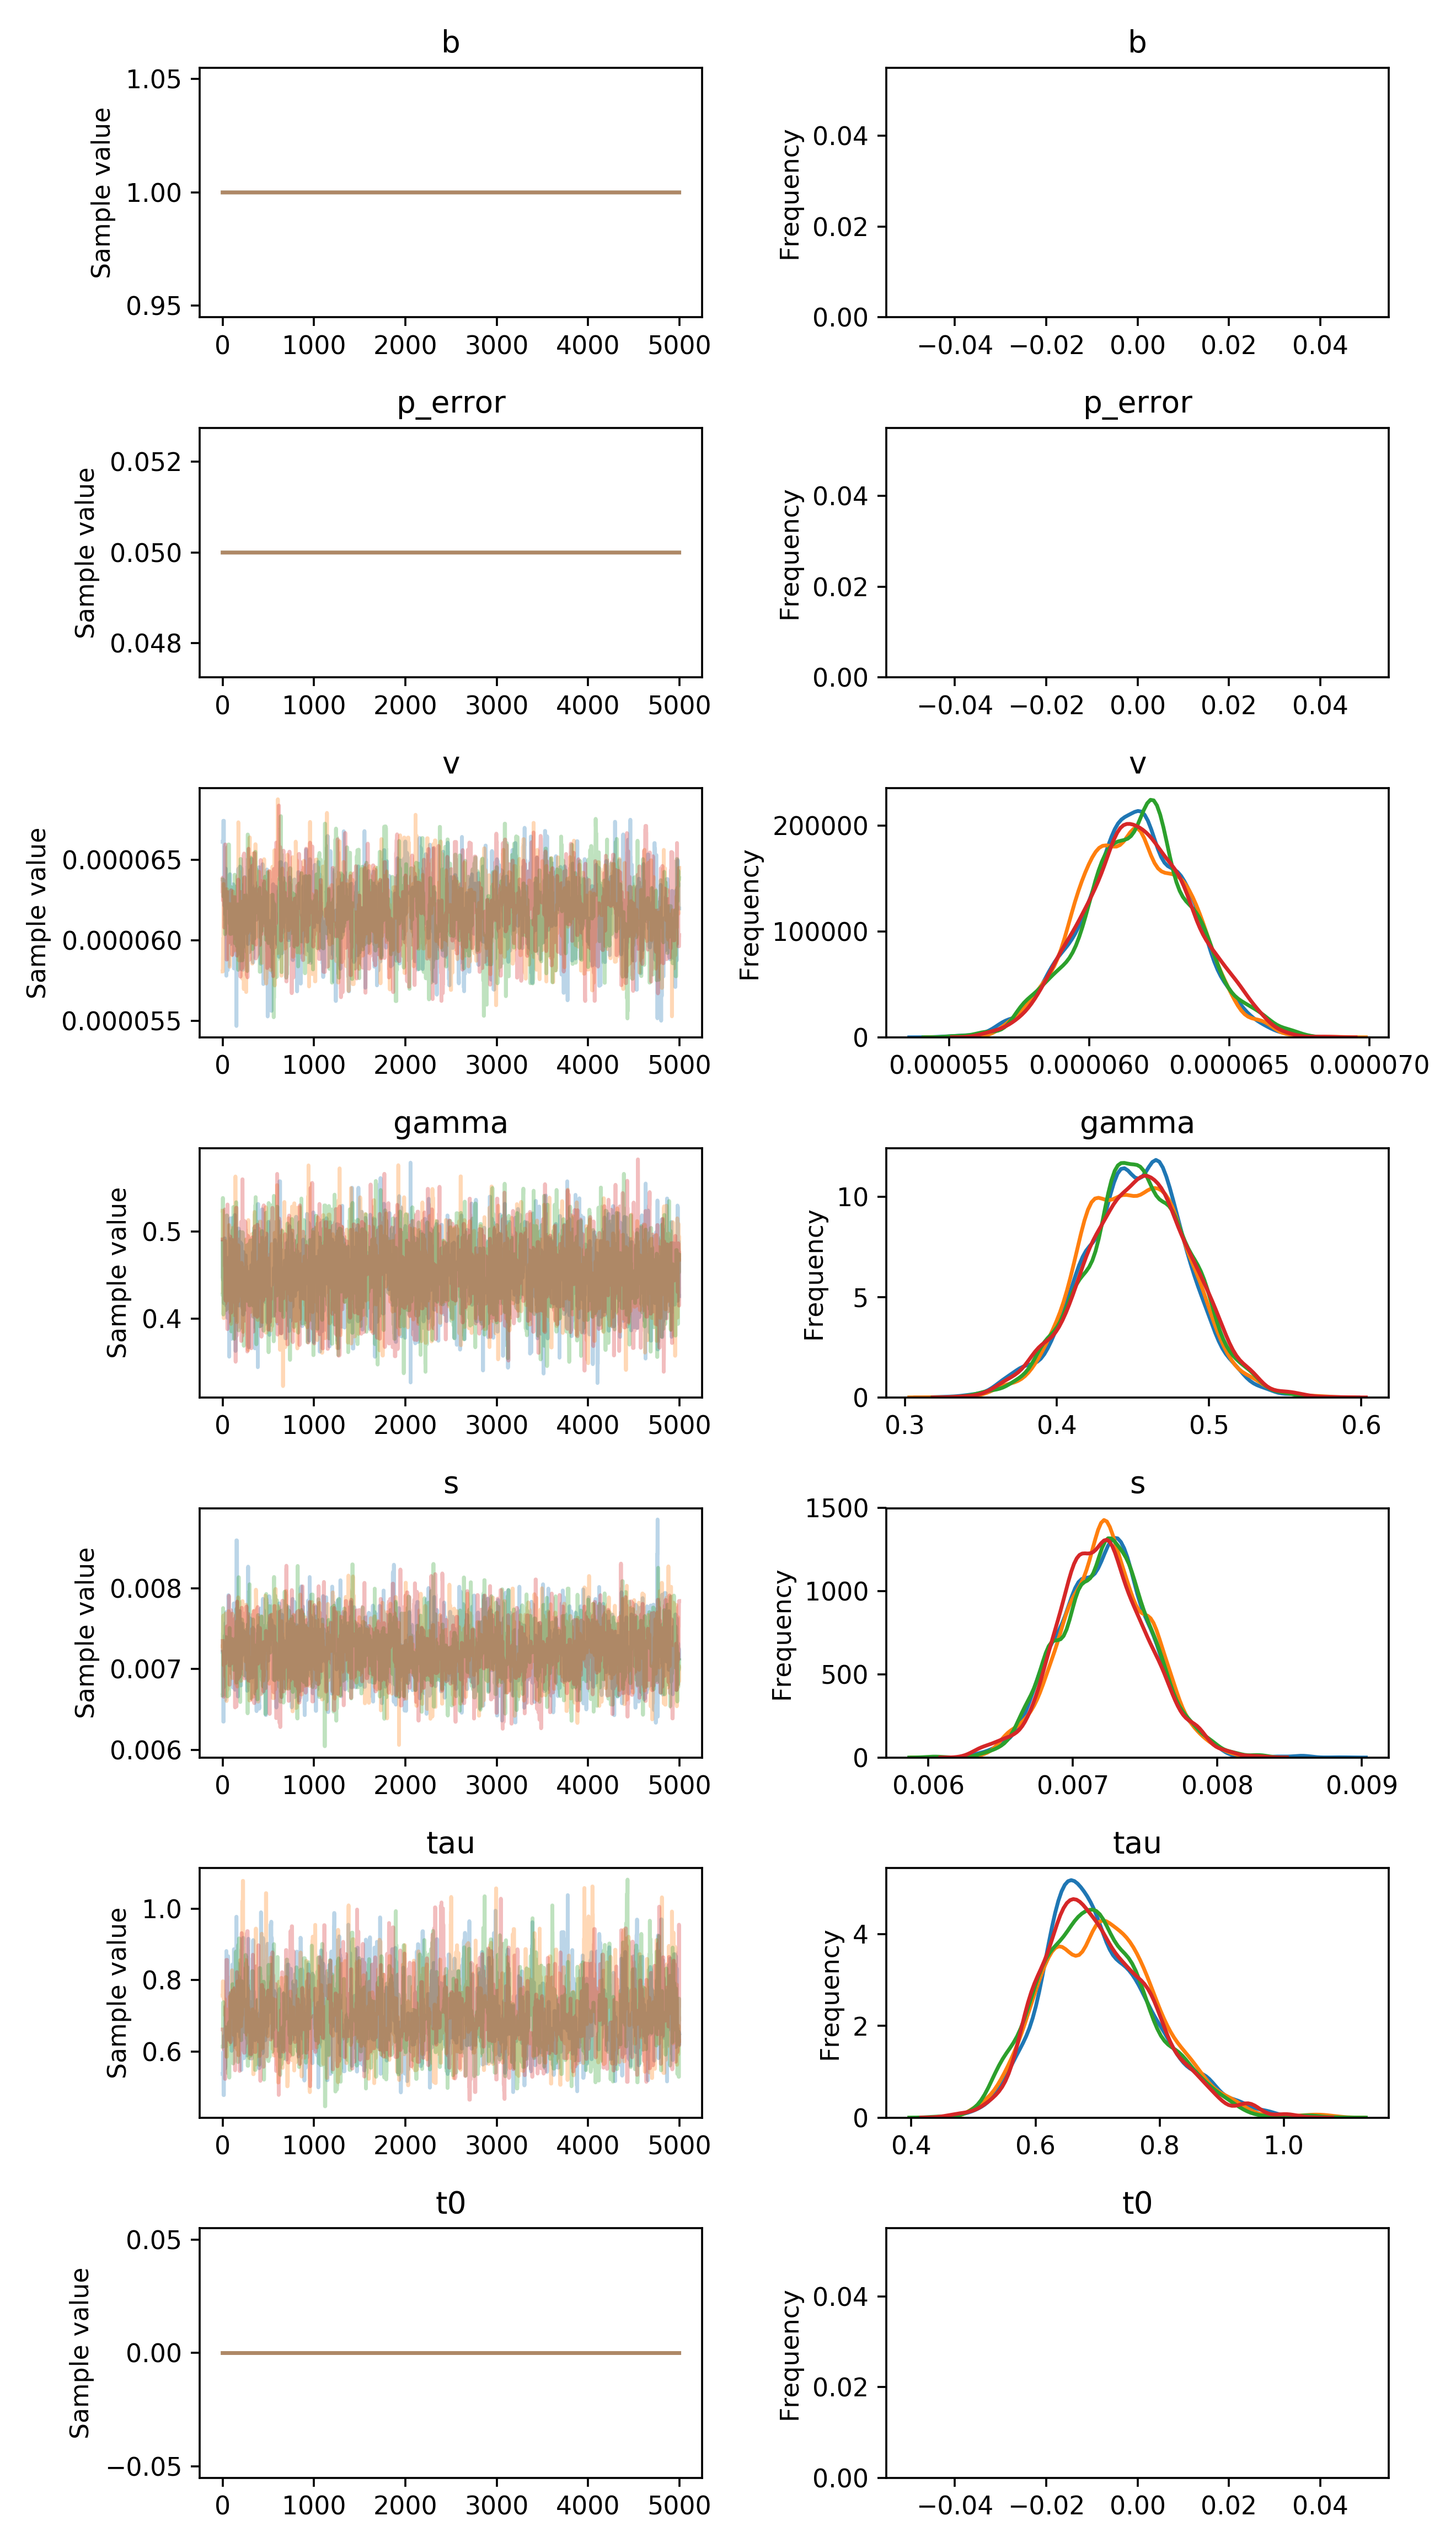 b
b
Sample value
1.05
1.00
0.95
0 1000 2000 3000 4000 5000
Frequency
0.04
0.02
0.00
−0.04 −0.02 0.00 0.02 0.04
p_error
p_error
Sample value
0.052
0.050
0.048
0 1000 2000 3000 4000 5000
Frequency
0.04
0.02
0.00
−0.04 −0.02 0.00 0.02 0.04
v
v
Sample value
0.000065
0.000060
0.000055
0 1000 2000 3000 4000 5000
Frequency
200000
100000
0
0.000055 0.000060 0.000065 0.000070
gamma
gamma
Sample value
0.5
0.4
0 1000 2000 3000 4000 5000
Frequency
10
5
0
0.3 0.4 0.5 0.6
s
s
Sample value
0.008
0.007
0.006
0 1000 2000 3000 4000 5000
Frequency
1500
1000
500
0
0.006 0.007 0.008 0.009
tau
tau
Sample value
1.0
0.8
0.6
0 1000 2000 3000 4000 5000
Frequency
4
2
0
0.4 0.6 0.8 1.0
t0
t0
Sample value
0.05
0.00
−0.05
0 1000 2000 3000 4000 5000
Frequency
0.04
0.02
0.00
−0.04 −0.02 0.00 0.02 0.04